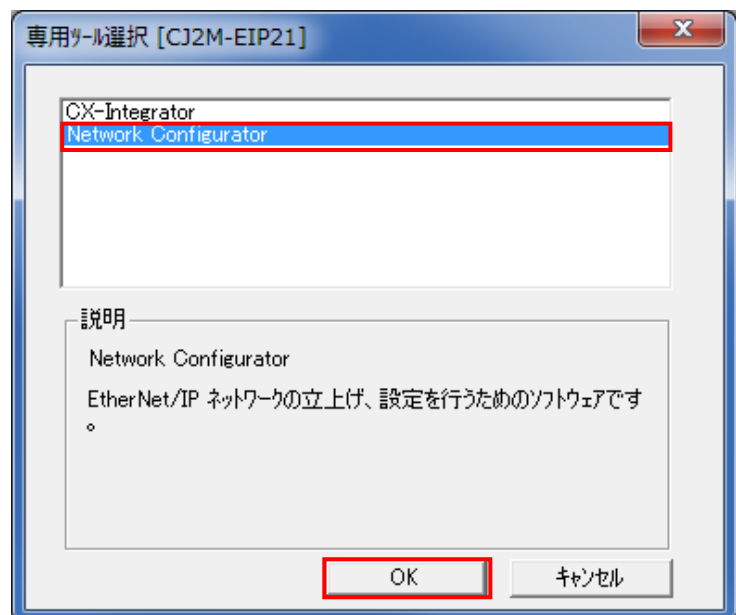 専用ﾂｰﾙ選択 [CJ2M-EIP21]
CX-Integrator
Network Configurator
説明
Network Configurator
EtherNet/IP ﾈｯﾄﾜｰｸの立上げ、設定を行うためのｿﾌﾄｳｪｱです
。
OK
ｷｬﾝｾﾙ